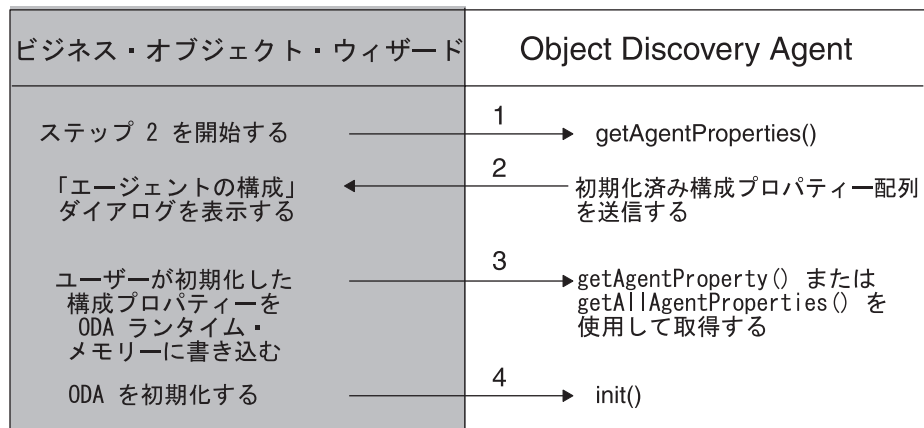 ビジネス・オブジェクト・ウィザード
Object Discovery Agent
ステップ 2 を開始する
1
getAgentProperties()
「エージェントの構成」
ダイアログを表示する
2
初期化済み構成プロパティー配列
を送信する
ユーザーが初期化した
構成プロパティーを
ODA ランタイム・
メモリーに書き込む
3
getAgentProperty() または
getAllAgentProperties() を
使用して取得する
ODA を初期化する
4
init()